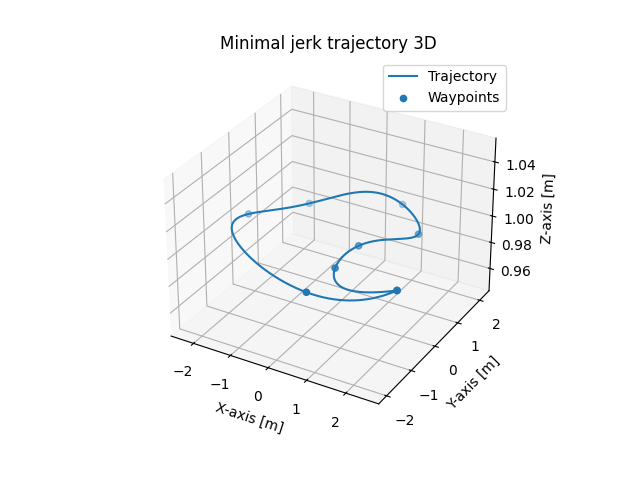 Minimal jerk trajectory 3D
Trajectory
Waypoints
1.04
1.02
1.00
0.98
0.96
Z-axis [m]
2
1
0
−1
−2
Y-axis [m]
−2
−1
0
1
2
X-axis [m]